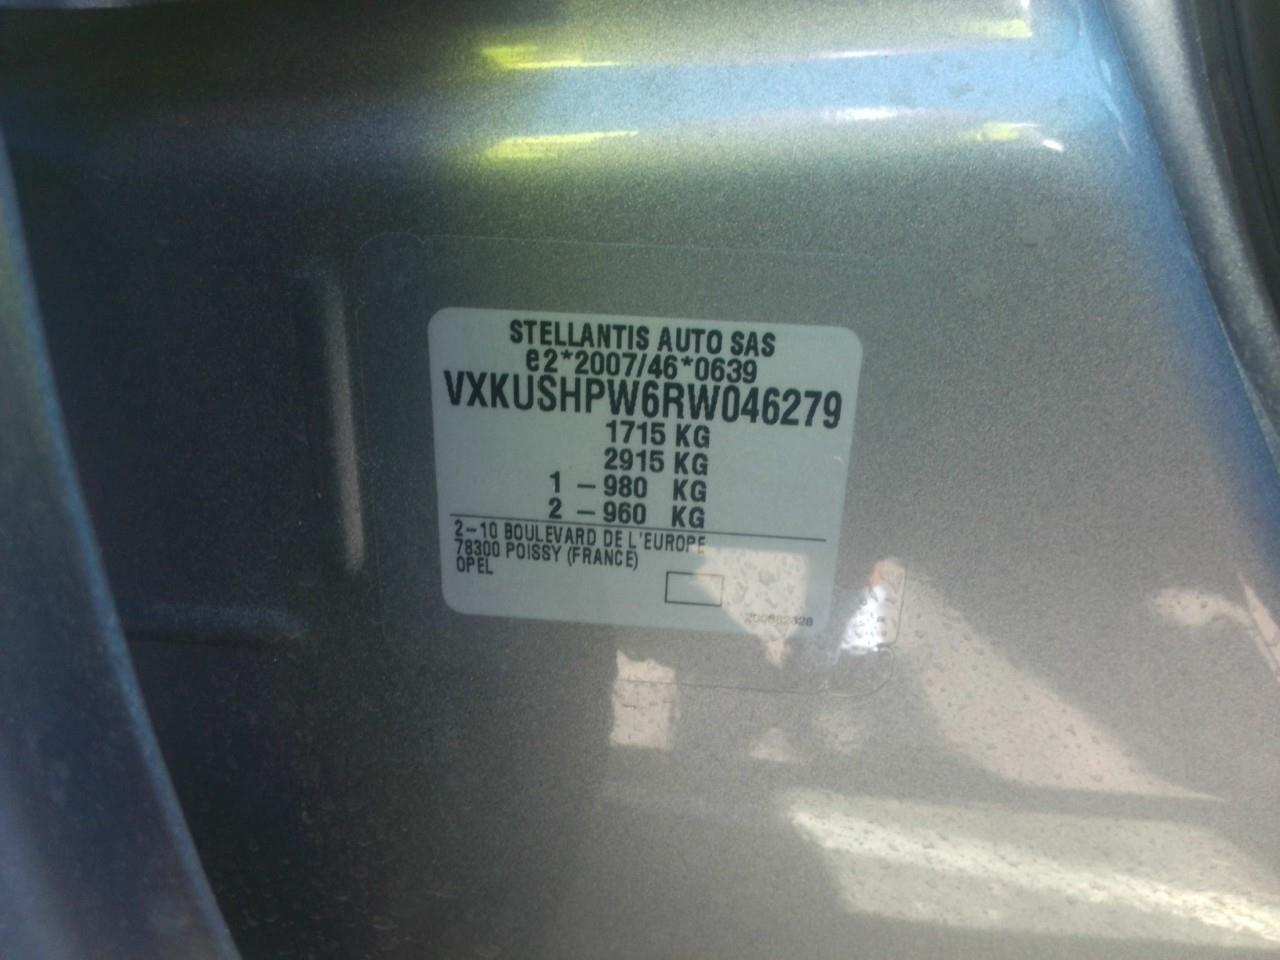 STELLANTIS AUTO SAS
e2*2007/46*0639
VXKUSHPW6RW046279
1715 KG
2915 KG
1 – 980 KG
2 – 960 KG
2–10 BOULEVARD DE L'EUROPE
78300 POISSY (FRANCE)
OPEL